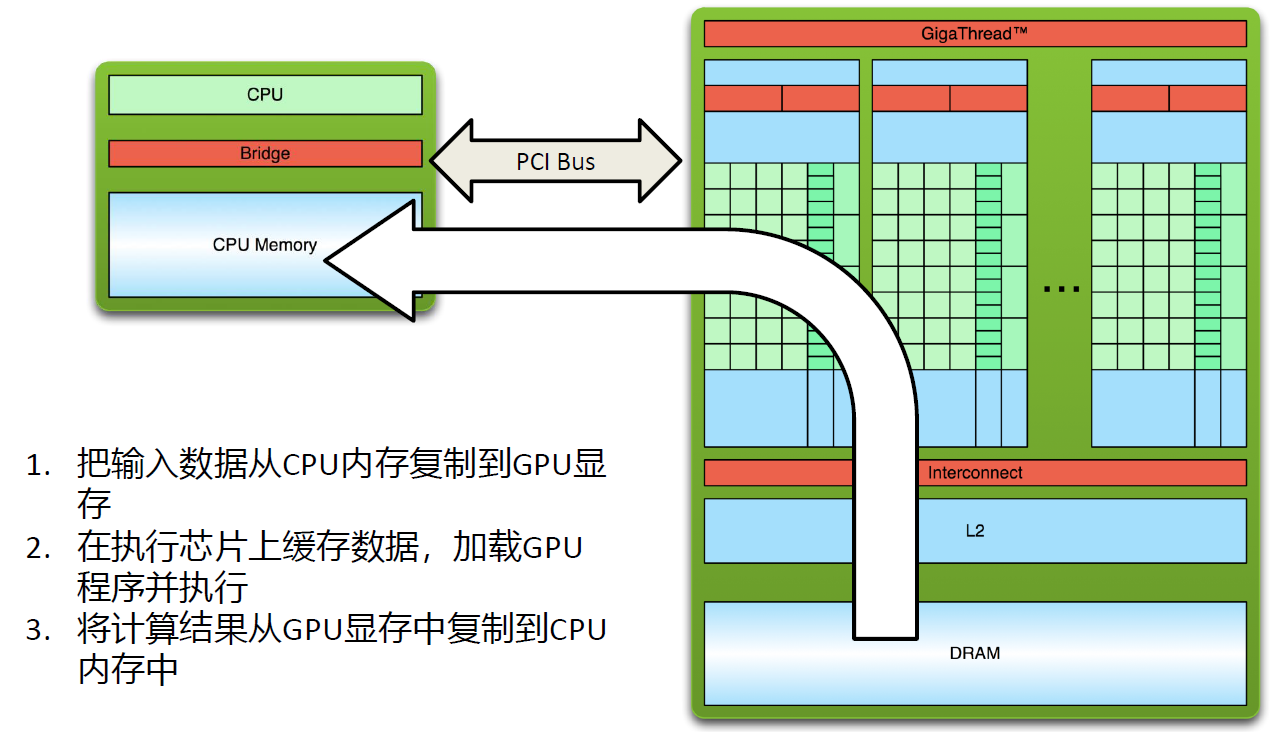 GigaThread™
CPU
Bridge
PCI Bus
CPU Memory
...
Interconnect
L2
DRAM
1. 把输入数据从CPU内存复制到GPU显
存
2. 在执行芯片上缓存数据，加载GPU
程序并执行
3. 将计算结果从GPU显存中复制到CPU
内存中